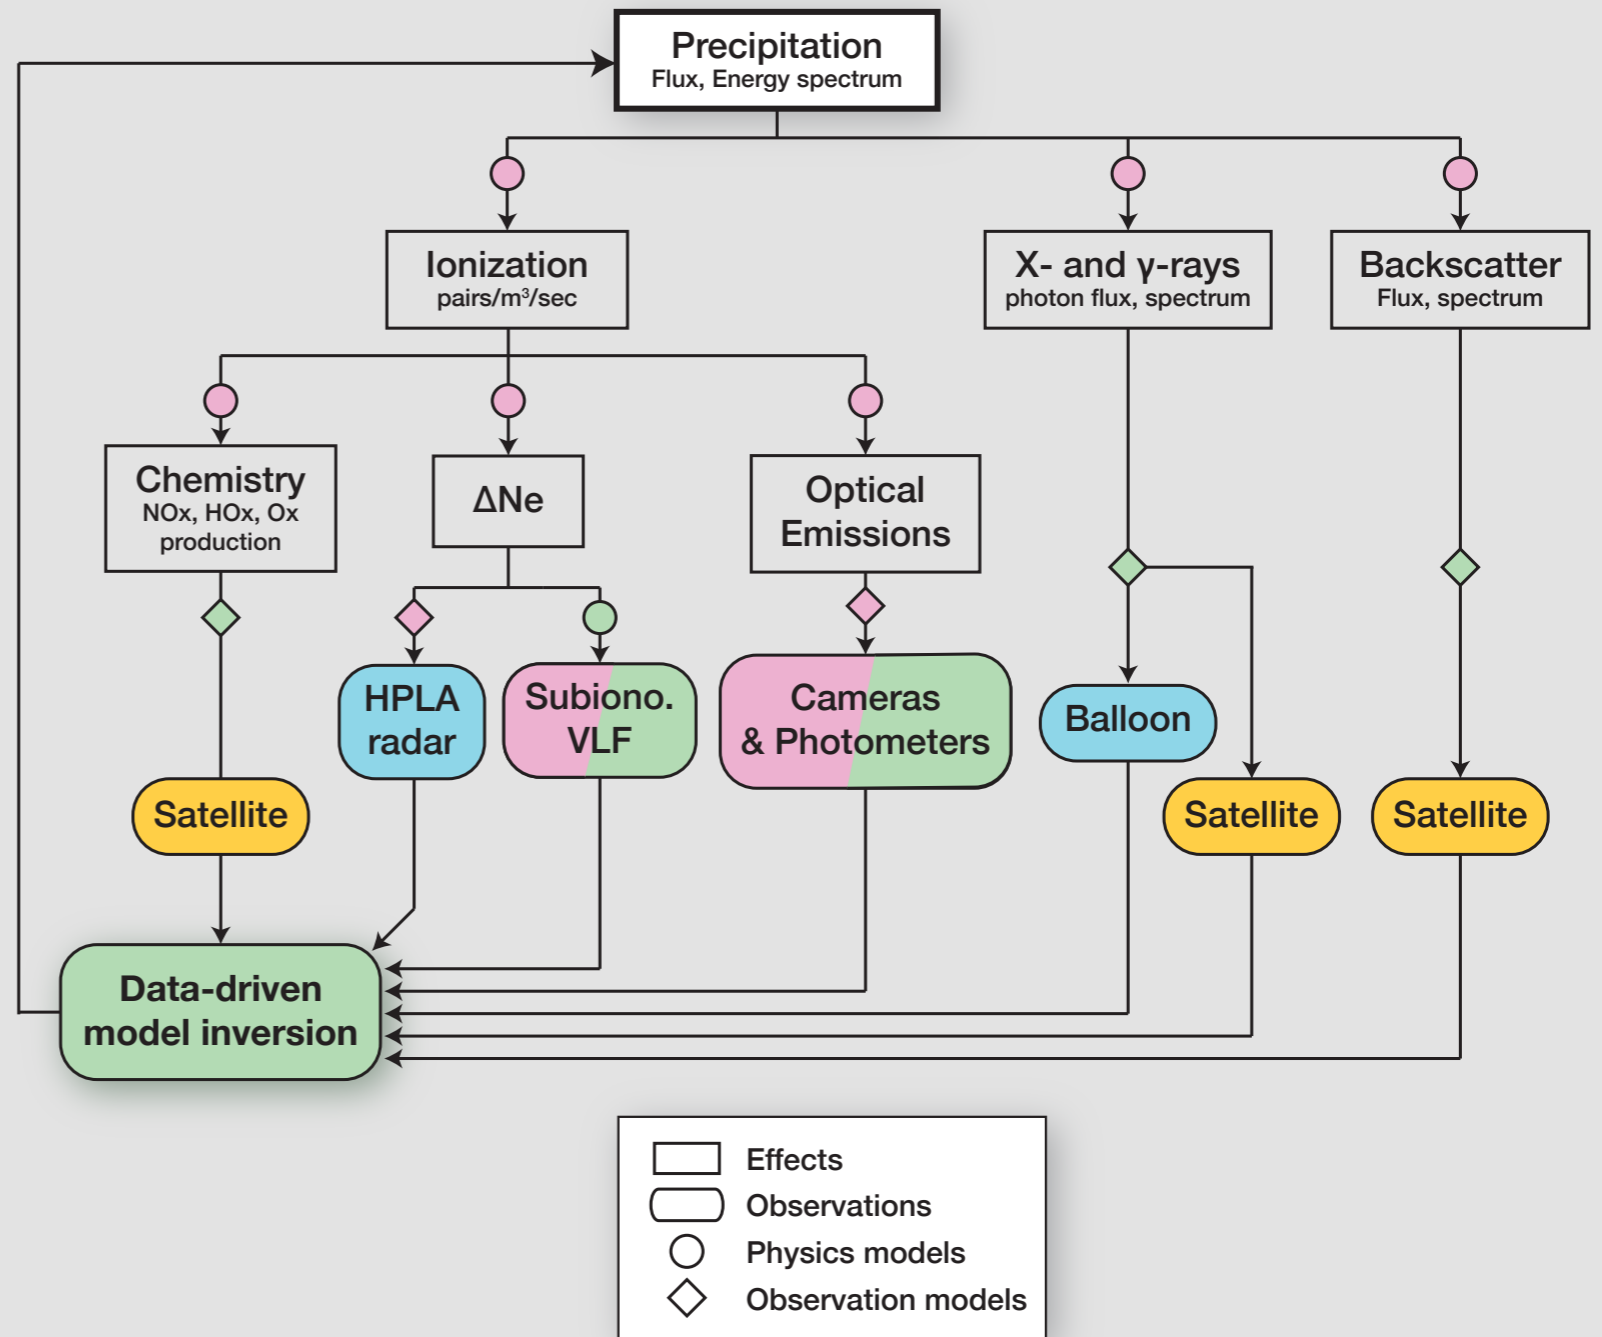 Precipitation
Flux, Energy spectrum
Ionization
pairs/m³/sec
X- and γ-rays
photon flux, spectrum
Backscatter
Flux, spectrum
Chemistry
NOx, HOx, Ox
production
ΔNe
Optical
Emissions
HPLA
radar
Subiono.
VLF
Cameras
& Photometers
Balloon
Satellite
Satellite
Satellite
Data-driven
model inversion
Effects
Observations
Physics models
Observation models